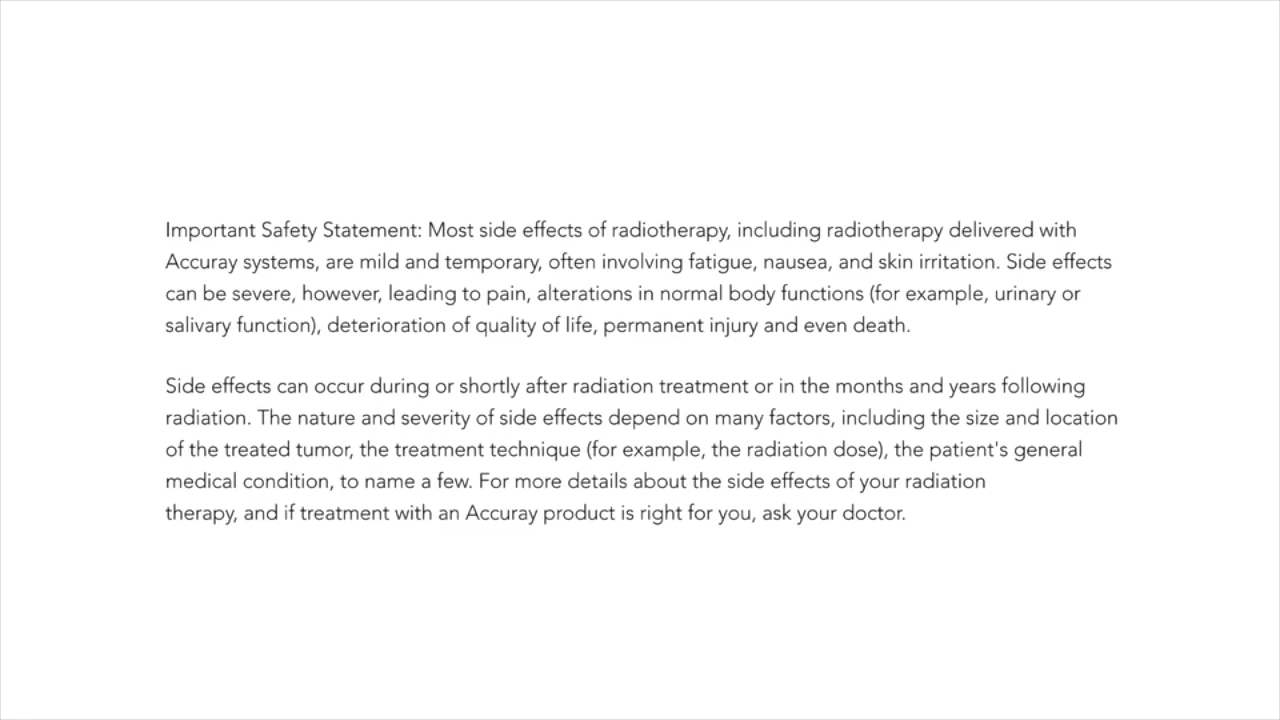 Important Safety Statement: Most side effects of radiotherapy, including radiotherapy delivered with
Accuray systems, are mild and temporary, often involving fatigue, nausea, and skin irritation. Side effects
can be severe, however, leading to pain, alterations in normal body functions (for example, urinary or
salivary function), deterioration of quality of life, permanent injury and even death.
Side effects can occur during or shortly after radiation treatment or in the months and years following
radiation. The nature and severity of side effects depend on many factors, including the size and location
of the treated tumor, the treatment technique (for example, the radiation dose), the patient's general
medical condition, to name a few. For more details about the side effects of your radiation
therapy, and if treatment with an Accuray product is right for you, ask your doctor.